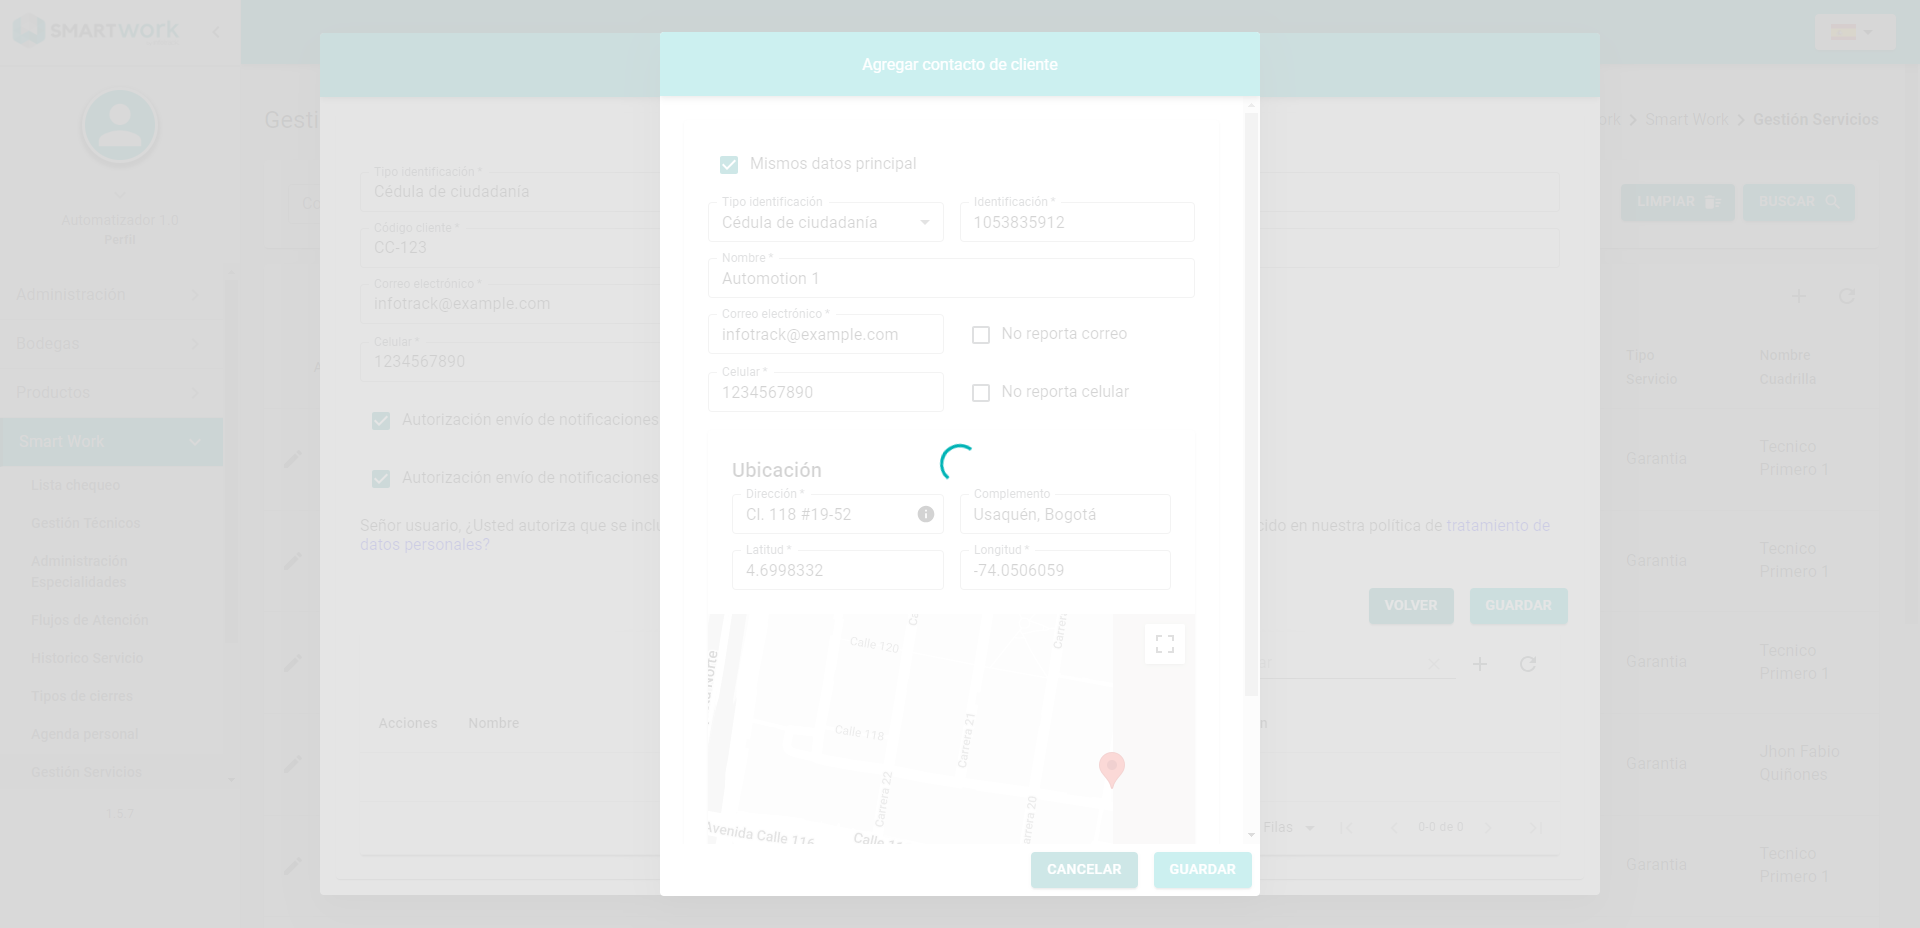 SMARTWORK
Gesti
ork > Smart Work > Gestión Servicios
Automatizador 1.0
Perfil
LIMPIAR
BUSCAR
Administración
Bodegas
Productos
Smart Work
Lista chequeo
Gestión Técnicos
Administración
Especialidades
Flujos de Atención
Historico Servicio
Tipos de cierres
Agenda personal
Gestión Servicios
1.6.7
Tipo identificación *
Cédula de ciudadanía
Código cliente *
CC-123
Correo electrónico *
infotrack@example.com
Celular *
1234567890
Autorización envío de notificaciones
Autorización envío de notificaciones
Señor usuario, ¿Usted autoriza que se inclu
cido en nuestra política de tratamiento de
datos personales?
VOLVER
GUARDAR
Acciones
Nombre
Filas
0-0 de 0
Agregar contacto de cliente
Mismos datos principal
Tipo identificación
Cédula de ciudadanía
Identificación *
1053835912
Nombre *
Automotion 1
Correo electrónico *
infotrack@example.com
No reporta correo
Celular *
1234567890
No reporta celular
Ubicación
Dirección *
Cl. 118 #19-52
Complemento
Usaquén, Bogotá
Latitud *
4.6998332
Longitud *
-74.0506059
Calle 120
Calle 118
Carrera 21
Carrera 22
arrera 20
Carrer
Norte
Avenida Calle 116
CANCELAR
GUARDAR
Tipo
Servicio
Nombre
Cuadrilla
Garantia
Tecnico
Primero 1
Garantia
Tecnico
Primero 1
Garantia
Tecnico
Primero 1
Garantia
Jhon Fabio
Quiñones
Garantia
Tecnico
Primero 1